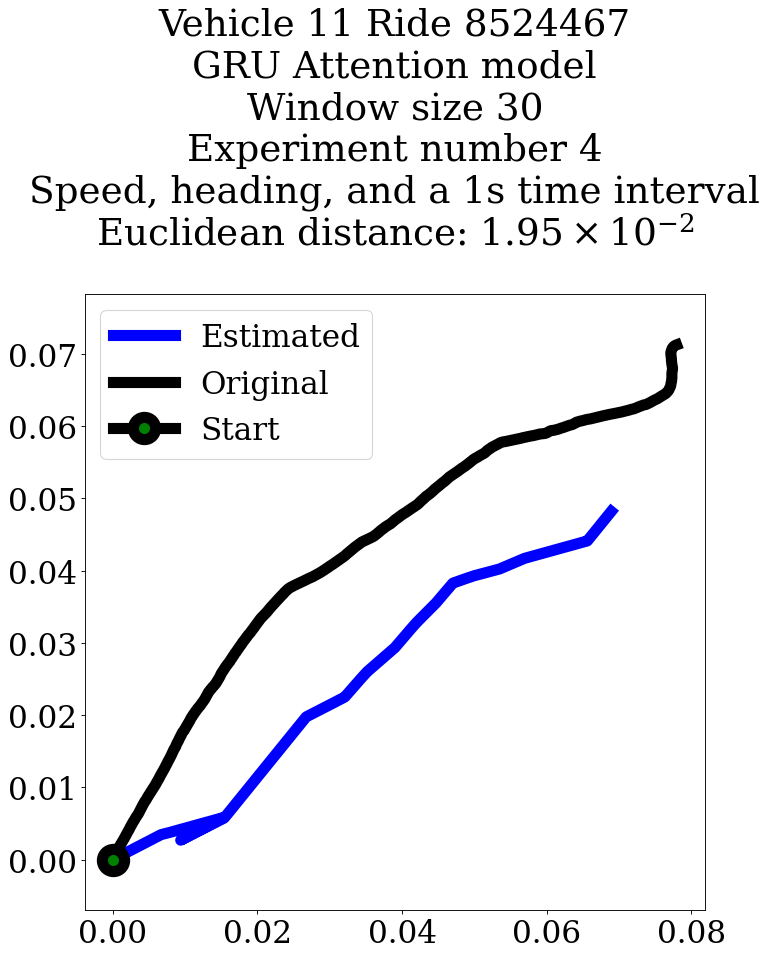 Vehicle 11 Ride 8524467
GRU Attention model
Window size 30
Experiment number 4
Speed, heading, and a 1s time interval
Euclidean distance: 1.95 × 10⁻²
Estimated
Original
Start
0.07
0.06
0.05
0.04
0.03
0.02
0.01
0.00
0.00 0.02 0.04 0.06 0.08